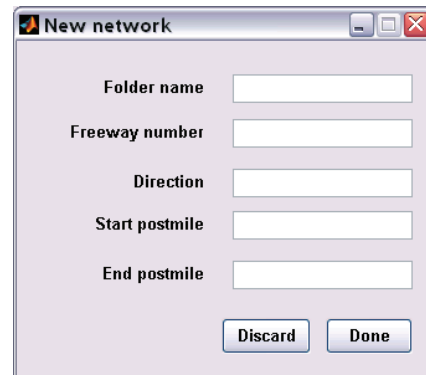 New network
Folder name
Freeway number
Direction
Start postmile
End postmile
Discard Done